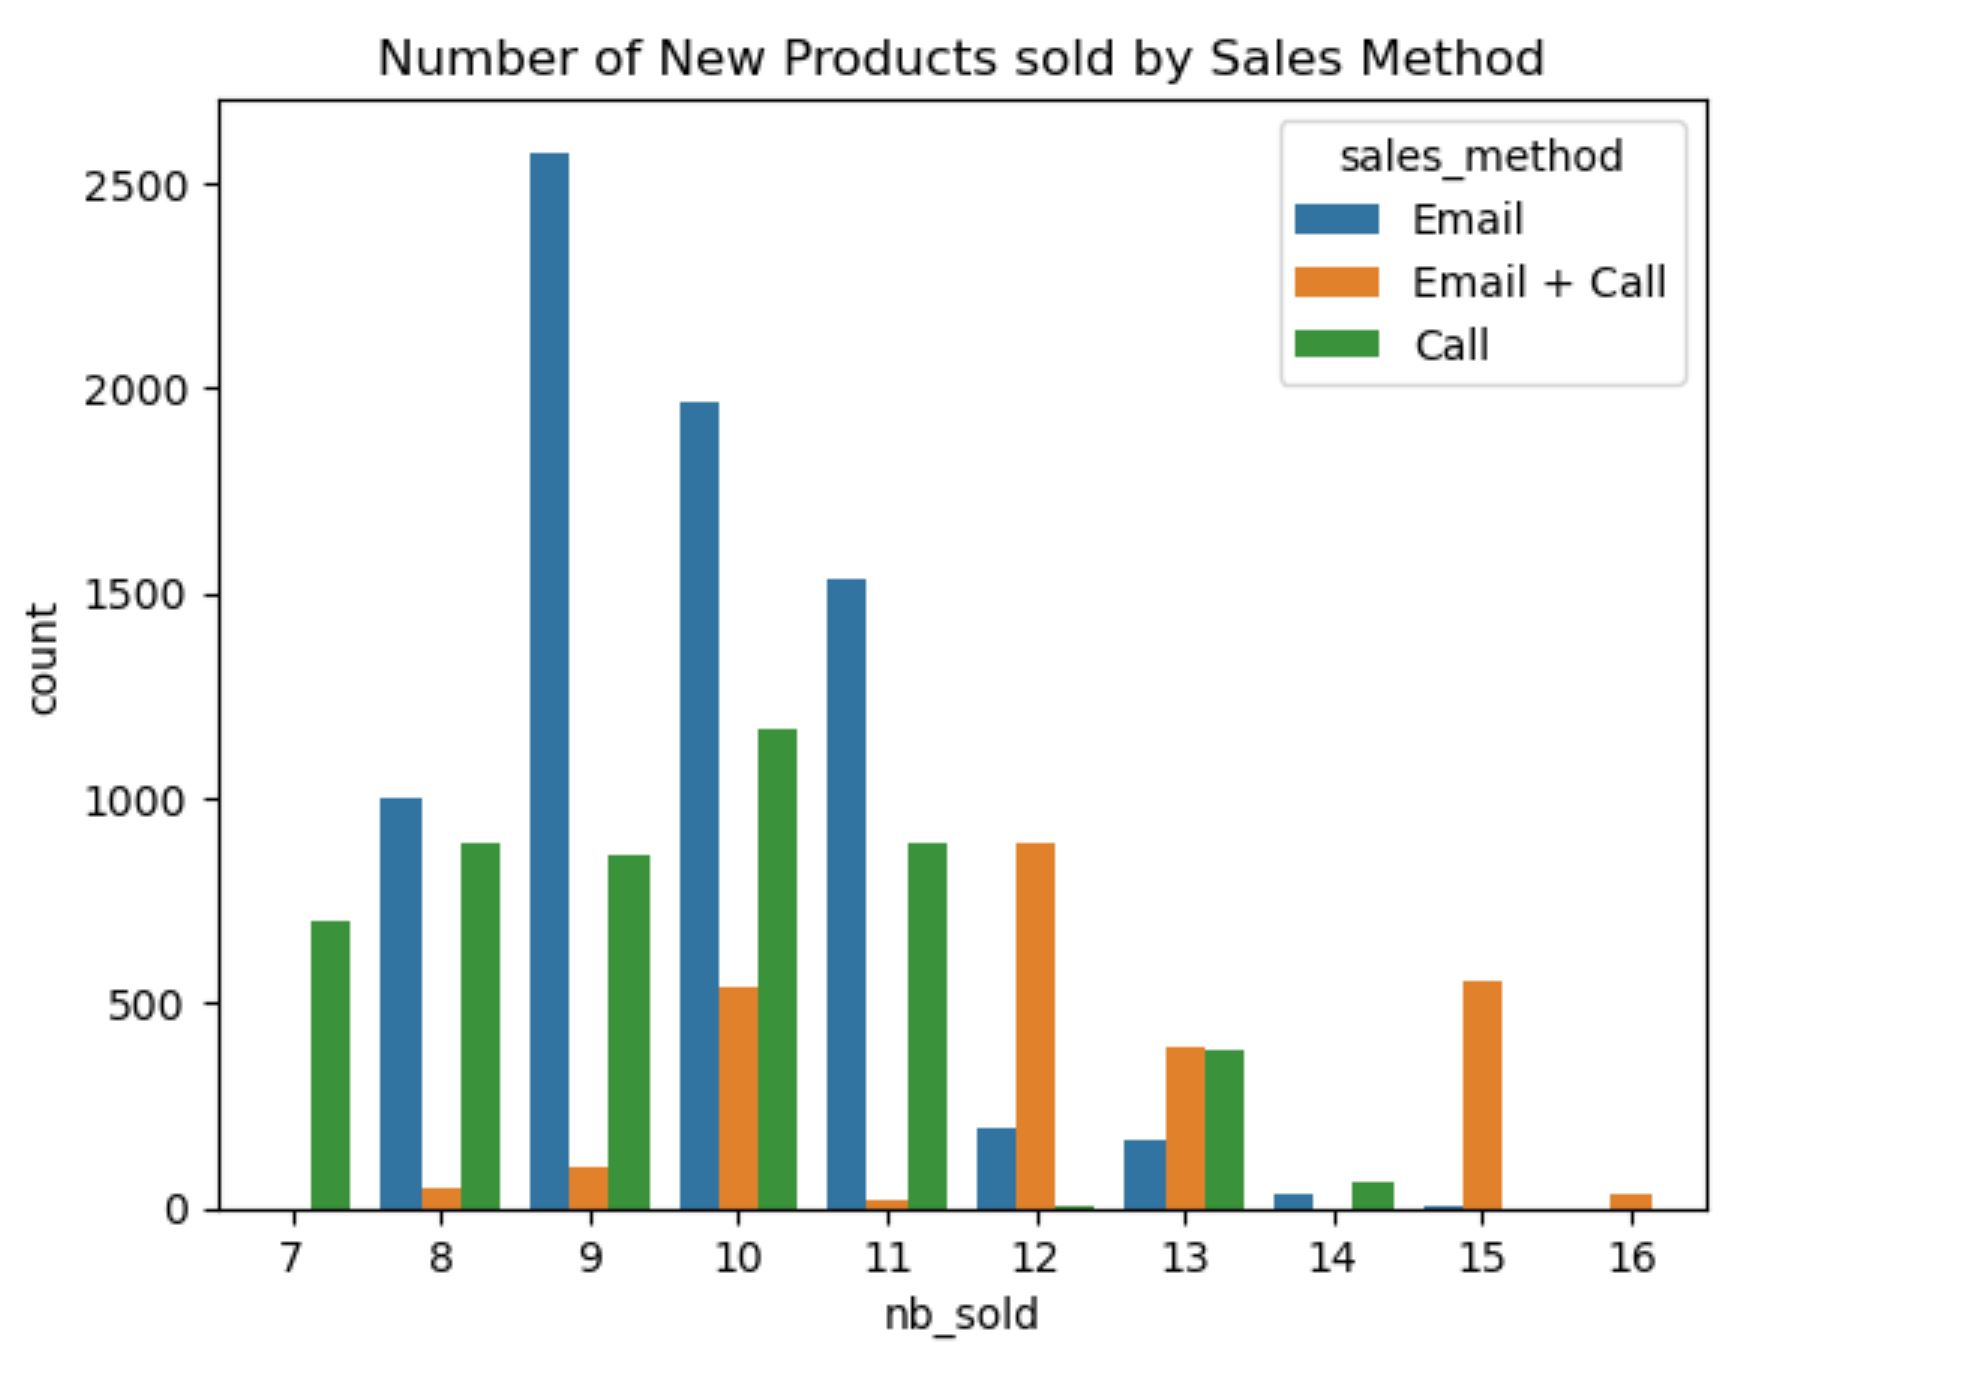 Number of New Products sold by Sales Method
sales_method
Email
Email + Call
Call
count
2500
2000
1500
1000
500
0
7 8 9 10 11 12 13 14 15 16
nb_sold